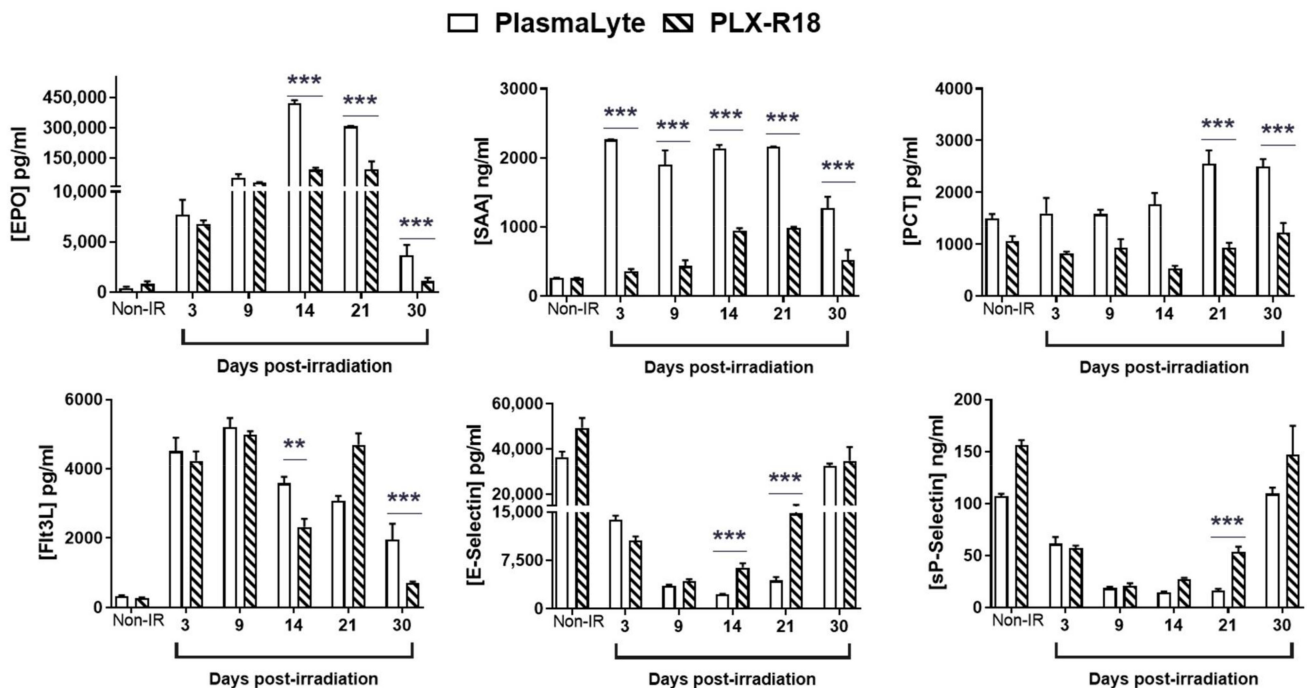 PlasmaLyte PLX-R18
[EPO] pg/ml
450,000
300,000
150,000
10,000
5,000
0
***
***
***
Non-IR 3 9 14 21 30
Days post-irradiation
[SAA] ng/ml
3000
2000
1000
0
***
***
***
***
***
Non-IR 3 9 14 21 30
Days post-irradiation
[PCT] pg/ml
4000
3000
2000
1000
0
***
***
Non-IR 3 9 14 21 30
Days post-irradiation
[Flt3L] pg/ml
6000
4000
2000
0
**
***
Non-IR 3 9 14 21 30
Days post-irradiation
[E-Selectin] pg/ml
60,000
40,000
20,000
15,000
7,500
0
***
***
Non-IR 3 9 14 21 30
Days post-irradiation
[sP-Selectin] ng/ml
200
150
100
50
0
***
Non-IR 3 9 14 21 30
Days post-irradiation